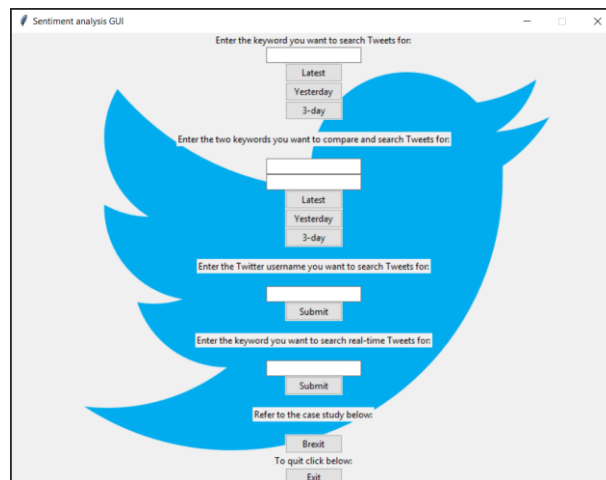 Sentiment analysis GUI
Enter the keyword you want to search Tweets for:
Latest
Yesterday
3-day
Enter the two keywords you want to compare and search Tweets for:
Latest
Yesterday
3-day
Enter the Twitter username you want to search Tweets for:
Submit
Enter the keyword you want to search real-time Tweets for:
Submit
Refer to the case study below:
Brexit
To quit click below:
Exit